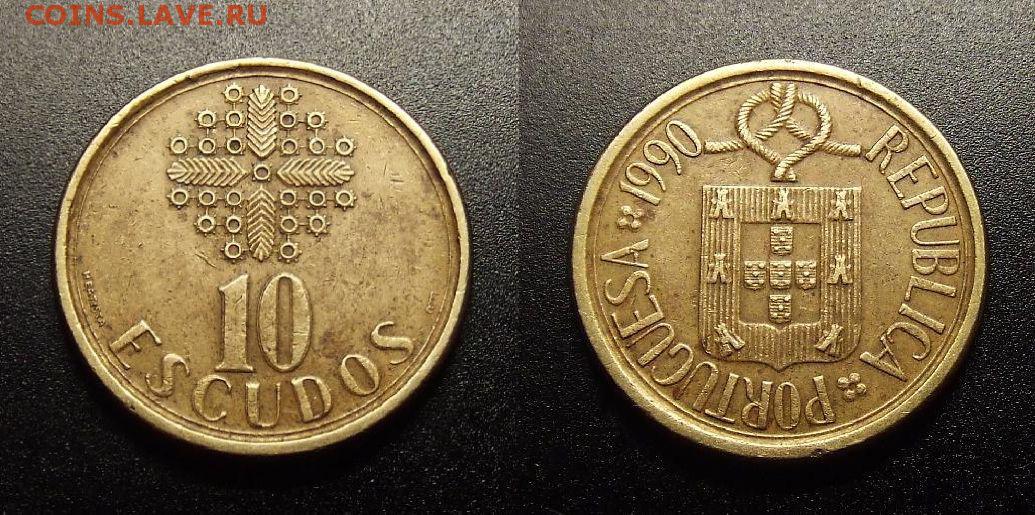 COINS.LAVE.RU
10
ESCUDOS
1990
REPUBLICA
PORTUGUESA